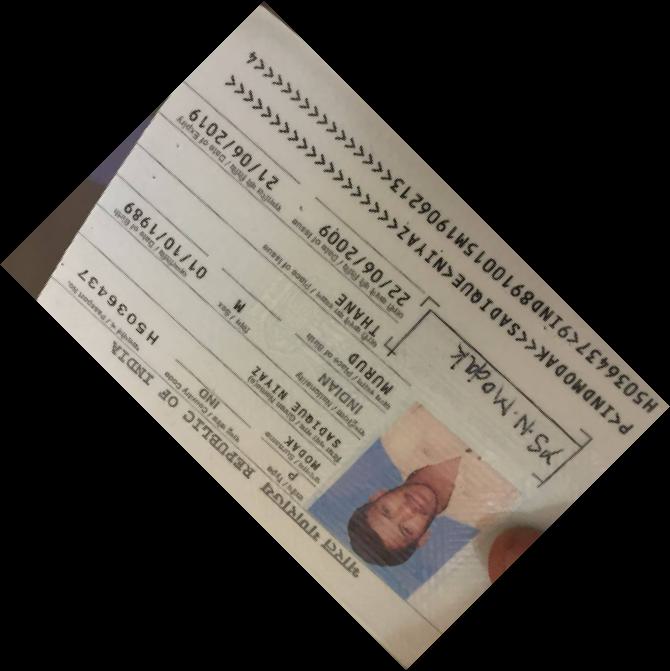 भारत गणराज्य REPUBLIC OF INDIA
टाईप / Type
P
राष्ट्र कोड / Country Code
IND
पासपोर्ट नं. / Passport No.
H5036437
उपनाम / Surname
MODAK
दिया गया नाम / Given Name(s)
SADIQUE NIYAZ
राष्ट्रीयता / Nationality
INDIAN
लिंग / Sex
M
जन्मतिथि / Date of Birth
01/10/1989
जन्म स्थान / Place of Birth
MURUD
जारी करने का स्थान / Place of Issue
THANE
जारी करने की तिथि / Date of Issue
22/06/2009
समाप्ति की तिथि / Date of Expiry
21/06/2019
S.N. Modak
P<INDMODAK<<SADIQUE<NIYAZ<<<<<<<<<<<<<<<<<<<
H5036437<9IND8910015M1906213<<<<<<<<<<<<<<<4